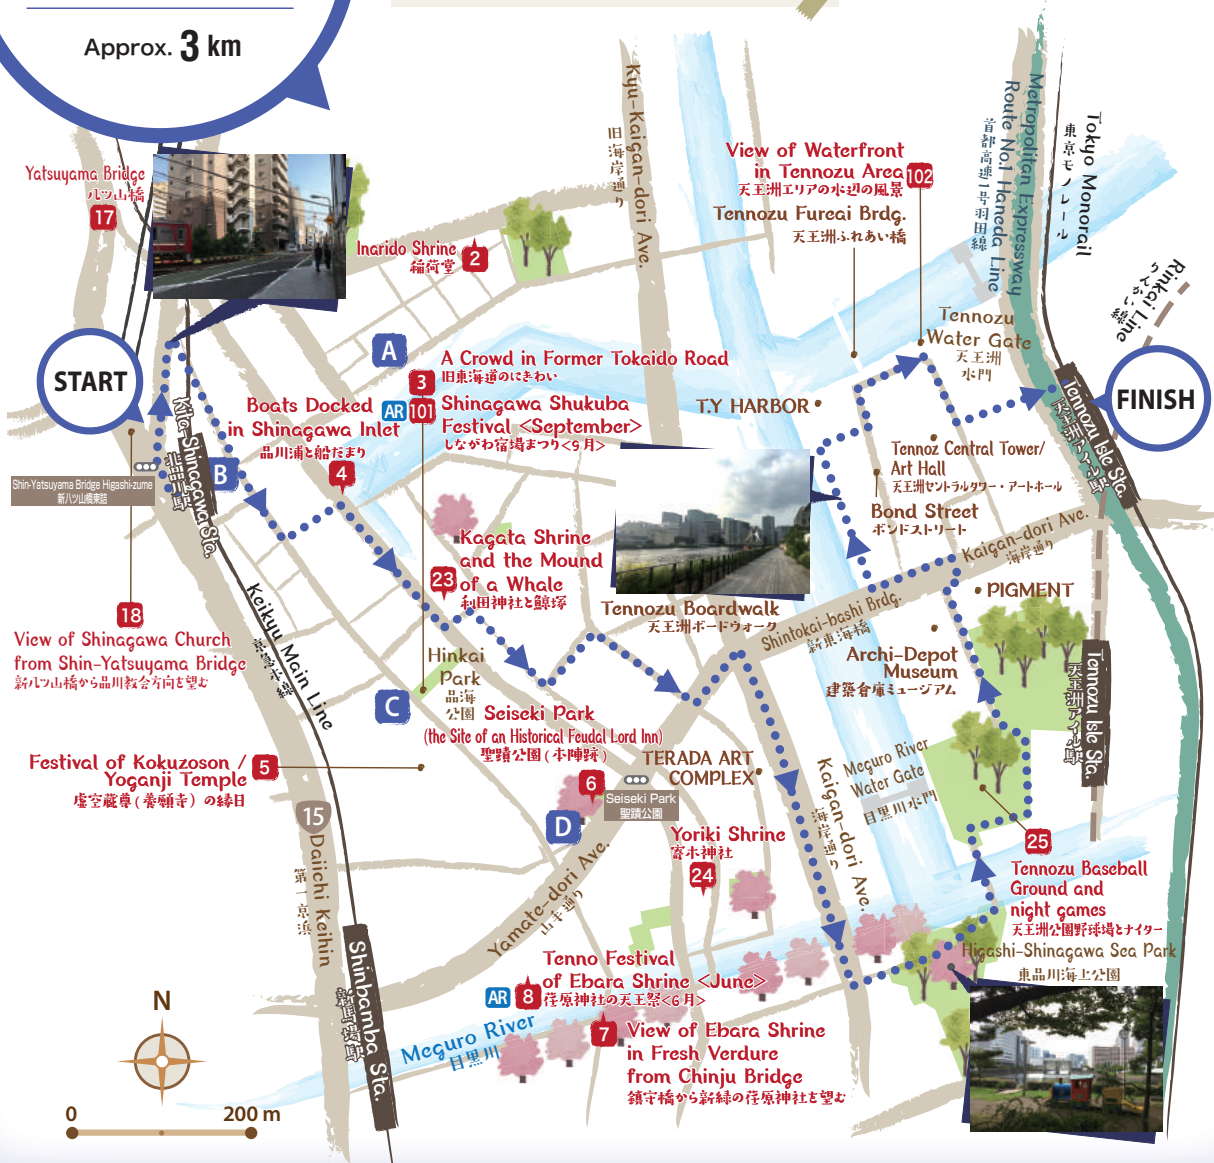 Approx. 3 km
Yatsuyama Bridge
八ツ山橋
17
Inarido Shrine
稲荷堂
2
Kyu-Kaigan-dori Ave.
旧海岸通り
View of Waterfront
in Tennozu Area
天王洲エリアの水辺の風景
102
Tennozu Fureai Brdg.
天王洲ふれあい橋
Metropolitan Expressway
Route No.1 Haneda Line
首都高速1号羽田線
Tokyo Monorail
東京モノレール
Rinkai Line
りんかい線
Tennozu
Water Gate
天王洲
水門
START
FINISH
A
A Crowd in Former Tokaido Road
旧東海道のにぎわい
3
AR 101
Shinagawa Shukuba
Festival <September>
しながわ宿場まつり<9月>
Boats Docked
in Shinagawa Inlet
品川浦と船だまり
4
T.Y HARBOR
Kita-Shinagawa Sta.
北品川駅
B
Shin-Yatsuyama Bridge Higashi-zume
新八ツ山橋東詰
Tennoz Central Tower/
Art Hall
天王洲セントラルタワー・アートホール
Bond Street
ボンドストリート
Tennozu Isle Sta.
天王洲アイル駅
Kaigan-dori Ave.
海岸通り
Kagata Shrine
and the Mound
of a Whale
利田神社と鯨塚
23
Tennozu Boardwalk
天王洲ボードウォーク
PIGMENT
Shintokai-bashi Brdg.
新東海橋
18
View of Shinagawa Church
from Shin-Yatsuyama Bridge
新八ツ山橋から品川教会方向を望む
Keikyu Main Line
京急本線
Hinkai
Park
品海
公園
C
Archi-Depot
Museum
建築倉庫ミュージアム
Tennozu Isle Sta.
天王洲アイル駅
Seiseki Park
(the Site of an Historical Feudal Lord Inn)
聖蹟公園(本陣跡)
6
Festival of Kokuzoson /
Yoganji Temple
虚空蔵尊(養願寺)の縁日
5
TERADA ART
COMPLEX
Seiseki Park
聖蹟公園
Meguro River
Water Gate
目黒川水門
Kaigan-dori Ave.
海岸通り
15
Daiichi Keihin
第一京浜
D
Yoriki Shrine
寄木神社
24
25
Tennozu Baseball
Ground and
night games
天王洲公園野球場とナイター
Yamate-dori Ave.
山手通り
Higashi-Shinagawa Sea Park
東品川海上公園
Tenno Festival
of Ebara Shrine <June>
荏原神社の天王祭<6月>
AR 8
Shinbamba Sta.
新馬場駅
Meguro River
目黒川
7
View of Ebara Shrine
in Fresh Verdure
from Chinju Bridge
鎮守橋から新緑の荏原神社を望む
N
0 200 m